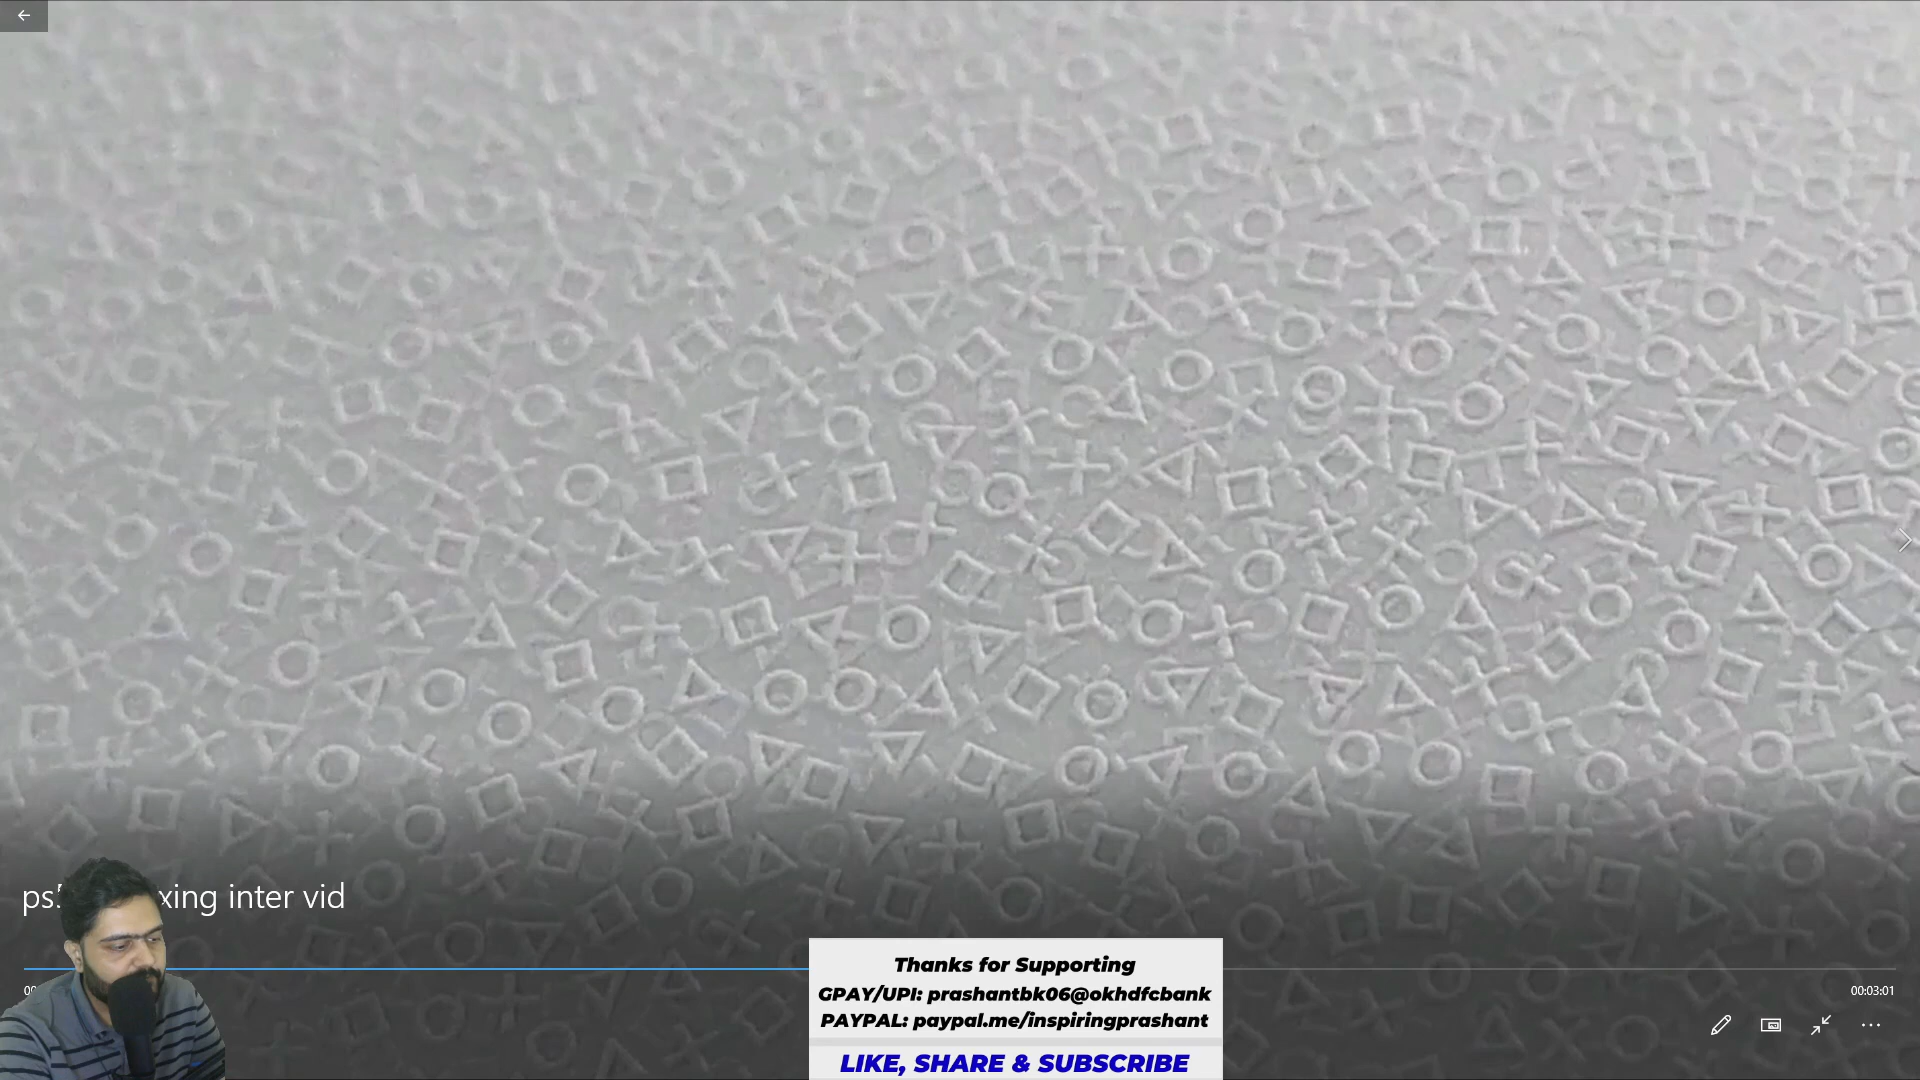 ps5 xing inter vid
Thanks for Supporting
GPAY/UPI: prashantbk06@okhdfcbank
PAYPAL: paypal.me/inspiringprashant
00
00:03:01
LIKE, SHARE & SUBSCRIBE